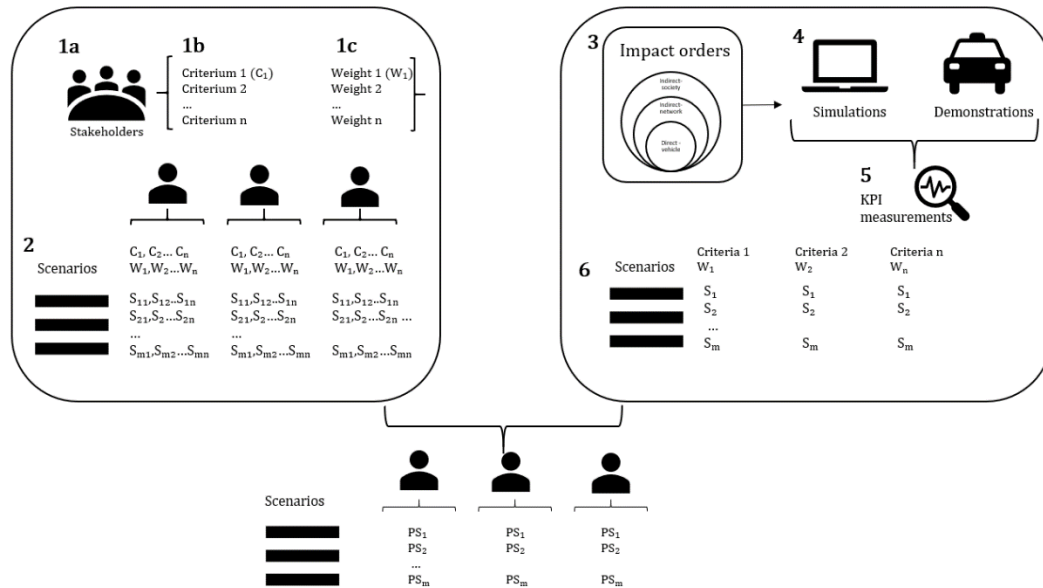 1a
1b
1c
Criterium 1 (C₁)
Criterium 2
...
Criterium n
Weight 1 (W₁)
Weight 2
...
Weight n
Stakeholders
2
Scenarios
C₁, C₂... Cₙ
W₁,W₂...Wₙ
S₁₁,S₁₂..S₁ₙ
S₂₁,S₂...S₂ₙ
...
Sₘ₁,Sₘ₂...Sₘₙ
C₁, C₂... Cₙ
W₁,W₂...Wₙ
S₁₁,S₁₂..S₁ₙ
S₂₁,S₂...S₂ₙ
...
Sₘ₁,Sₘ₂...Sₘₙ
C₁, C₂... Cₙ
W₁,W₂...Wₙ
S₁₁,S₁₂..S₁ₙ
S₂₁,S₂...S₂ₙ ...
Sₘ₁,Sₘ₂...Sₘₙ
3
Impact orders
Indirect-
society
Indirect-
network
Direct -
vehicle
4
Simulations
Demonstrations
5
KPI
measurements
6
Scenarios
Criteria 1
W₁
S₁
S₂
...
Sₘ
Criteria 2
W₂
S₁
S₂
Sₘ
Criteria n
Wₙ
S₁
S₂
Sₘ
Scenarios
PS₁
PS₂
...
PSₘ
PS₁
PS₂
PSₘ
PS₁
PS₂
PSₘ